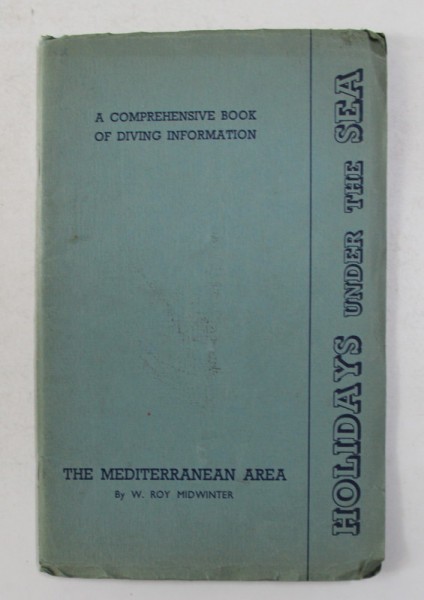 A COMPREHENSIVE BOOK
OF DIVING INFORMATION
HOLIDAYS UNDER THE SEA
THE MEDITERRANEAN AREA
By W. ROY MIDWINTER